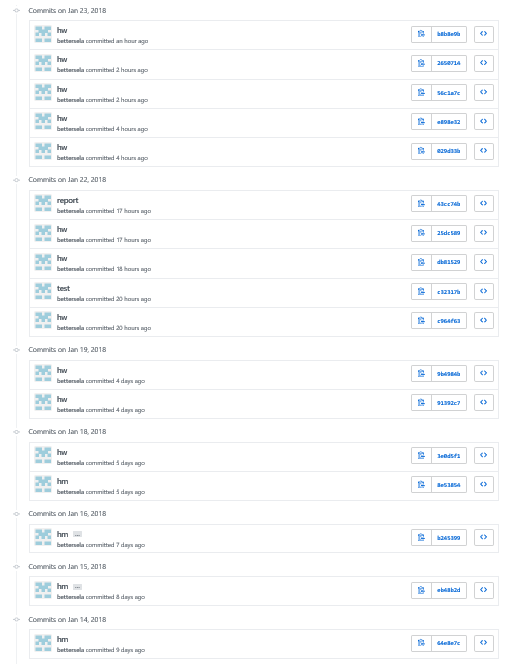 Commits on Jan 23, 2018
hw
bettersela committed an hour ago
b8b8e9b
hw
bettersela committed 2 hours ago
2650714
hw
bettersela committed 2 hours ago
56c1a7c
hw
bettersela committed 4 hours ago
e898e32
hw
bettersela committed 4 hours ago
029d33b
Commits on Jan 22, 2018
report
bettersela committed 17 hours ago
43cc74b
hw
bettersela committed 17 hours ago
25dc589
hw
bettersela committed 18 hours ago
db81529
test
bettersela committed 20 hours ago
c32317b
hw
bettersela committed 20 hours ago
c964f63
Commits on Jan 19, 2018
hw
bettersela committed 4 days ago
9b4984b
hw
bettersela committed 4 days ago
91392c7
Commits on Jan 18, 2018
hw
bettersela committed 5 days ago
3e0d5f1
hm
bettersela committed 5 days ago
8e53854
Commits on Jan 16, 2018
hm ...
bettersela committed 7 days ago
b245399
Commits on Jan 15, 2018
hm ...
bettersela committed 8 days ago
eb48b2d
Commits on Jan 14, 2018
hm
bettersela committed 9 days ago
64e8e7c